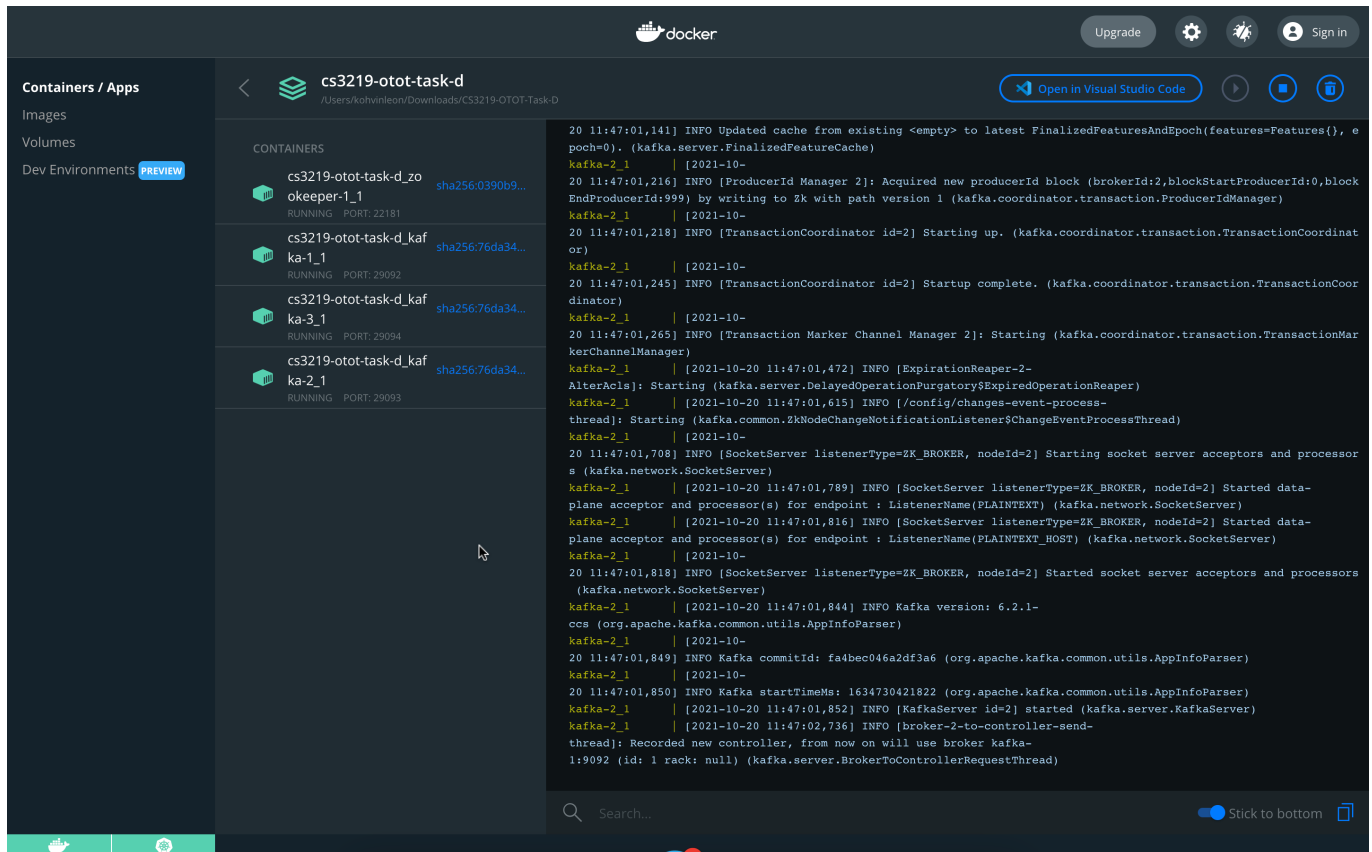 docker
Upgrade
Sign in
Containers / Apps
Images
Volumes
Dev Environments PREVIEW
cs3219-otot-task-d
/Users/kohvinleon/Downloads/CS3219-OTOT-Task-D
Open in Visual Studio Code
CONTAINERS
cs3219-otot-task-d_zo
okeeper-1_1
sha256:0390b9...
RUNNING PORT: 22181
cs3219-otot-task-d_kaf
ka-1_1
sha256:76da34...
RUNNING PORT: 29092
cs3219-otot-task-d_kaf
ka-3_1
sha256:76da34...
RUNNING PORT: 29094
cs3219-otot-task-d_kaf
ka-2_1
sha256:76da34...
RUNNING PORT: 29093
20 11:47:01,141] INFO Updated cache from existing <empty> to latest FinalizedFeaturesAndEpoch(features=Features{}, e
poch=0). (kafka.server.FinalizedFeatureCache)
kafka-2_1 | [2021-10-
20 11:47:01,216] INFO [ProducerId Manager 2]: Acquired new producerId block (brokerId:2,blockStartProducerId:0,block
EndProducerId:999) by writing to Zk with path version 1 (kafka.coordinator.transaction.ProducerIdManager)
kafka-2_1 | [2021-10-
20 11:47:01,218] INFO [TransactionCoordinator id=2] Starting up. (kafka.coordinator.transaction.TransactionCoordinat
or)
kafka-2_1 | [2021-10-
20 11:47:01,245] INFO [TransactionCoordinator id=2] Startup complete. (kafka.coordinator.transaction.TransactionCoor
dinator)
kafka-2_1 | [2021-10-
20 11:47:01,265] INFO [Transaction Marker Channel Manager 2]: Starting (kafka.coordinator.transaction.TransactionMar
kerChannelManager)
kafka-2_1 | [2021-10-20 11:47:01,472] INFO [ExpirationReaper-2-
AlterAcls]: Starting (kafka.server.DelayedOperationPurgatory$ExpiredOperationReaper)
kafka-2_1 | [2021-10-20 11:47:01,615] INFO [/config/changes-event-process-
thread]: Starting (kafka.common.ZkNodeChangeNotificationListener$ChangeEventProcessThread)
kafka-2_1 | [2021-10-
20 11:47:01,708] INFO [SocketServer listenerType=ZK_BROKER, nodeId=2] Starting socket server acceptors and processor
s (kafka.network.SocketServer)
kafka-2_1 | [2021-10-20 11:47:01,789] INFO [SocketServer listenerType=ZK_BROKER, nodeId=2] Started data-
plane acceptor and processor(s) for endpoint : ListenerName(PLAINTEXT) (kafka.network.SocketServer)
kafka-2_1 | [2021-10-20 11:47:01,816] INFO [SocketServer listenerType=ZK_BROKER, nodeId=2] Started data-
plane acceptor and processor(s) for endpoint : ListenerName(PLAINTEXT_HOST) (kafka.network.SocketServer)
kafka-2_1 | [2021-10-
20 11:47:01,818] INFO [SocketServer listenerType=ZK_BROKER, nodeId=2] Started socket server acceptors and processors
(kafka.network.SocketServer)
kafka-2_1 | [2021-10-20 11:47:01,844] INFO Kafka version: 6.2.1-
ccs (org.apache.kafka.common.utils.AppInfoParser)
kafka-2_1 | [2021-10-
20 11:47:01,849] INFO Kafka commitId: fa4bec046a2df3a6 (org.apache.kafka.common.utils.AppInfoParser)
kafka-2_1 | [2021-10-
20 11:47:01,850] INFO Kafka startTimeMs: 1634730421822 (org.apache.kafka.common.utils.AppInfoParser)
kafka-2_1 | [2021-10-20 11:47:01,852] INFO [KafkaServer id=2] started (kafka.server.KafkaServer)
kafka-2_1 | [2021-10-20 11:47:02,736] INFO [broker-2-to-controller-send-
thread]: Recorded new controller, from now on will use broker kafka-
1:9092 (id: 1 rack: null) (kafka.server.BrokerToControllerRequestThread)
Search...
Stick to bottom